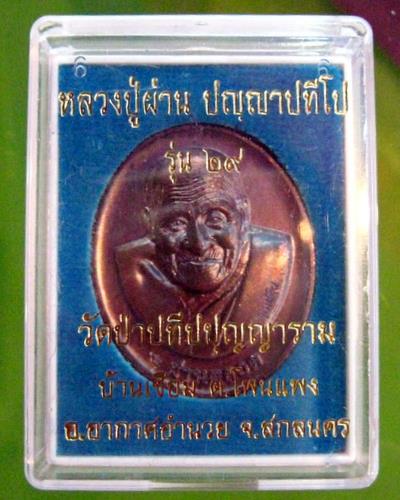 หลวงปู่ผ่าน ปญฺญาปทีโป
รุ่น ๒๙
วัดป่าปทีปปุญญาราม
บ้านเซือม ต.โพนแพง
อ.อากาศอำนวย จ.สกลนคร